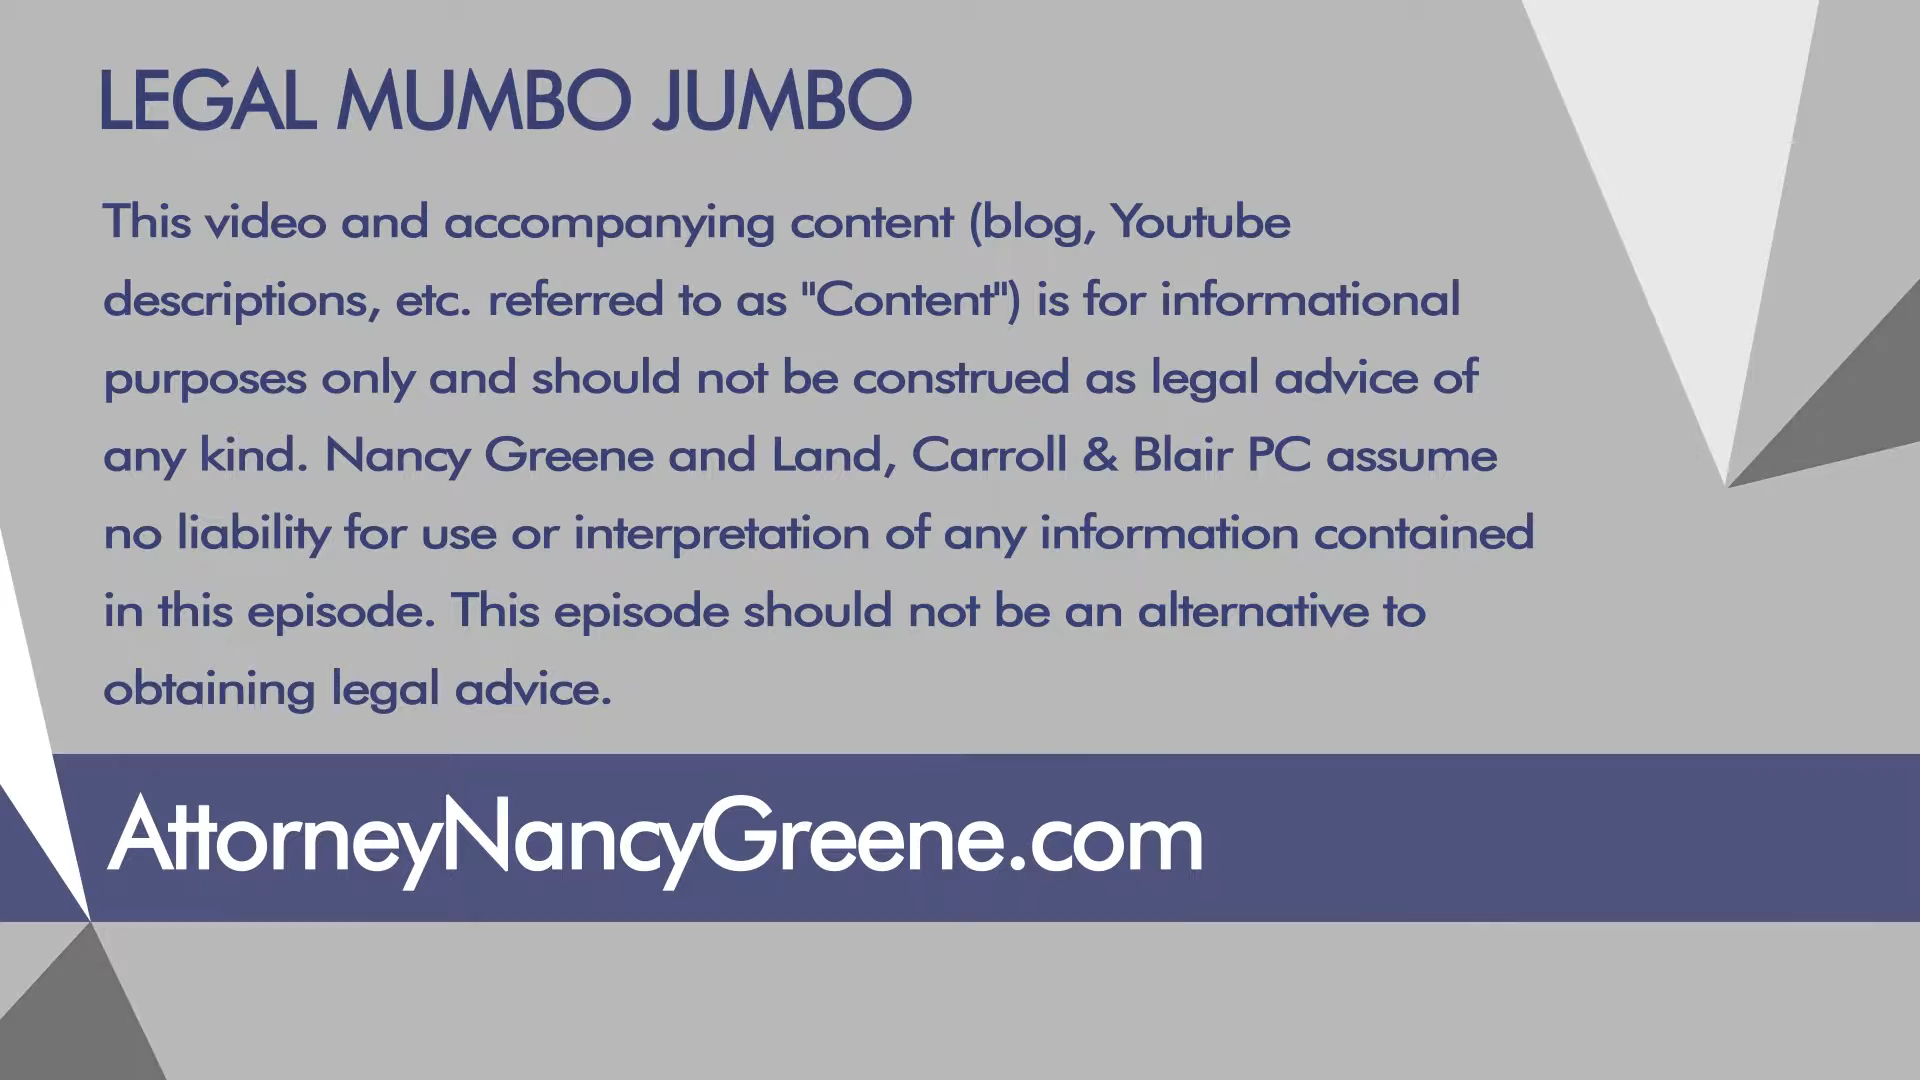 LEGAL MUMBO JUMBO
This video and accompanying content (blog, Youtube
descriptions, etc. referred to as "Content") is for informational
purposes only and should not be construed as legal advice of
any kind. Nancy Greene and Land, Carroll & Blair PC assume
no liability for use or interpretation of any information contained
in this episode. This episode should not be an alternative to
obtaining legal advice.
AttorneyNancyGreene.com